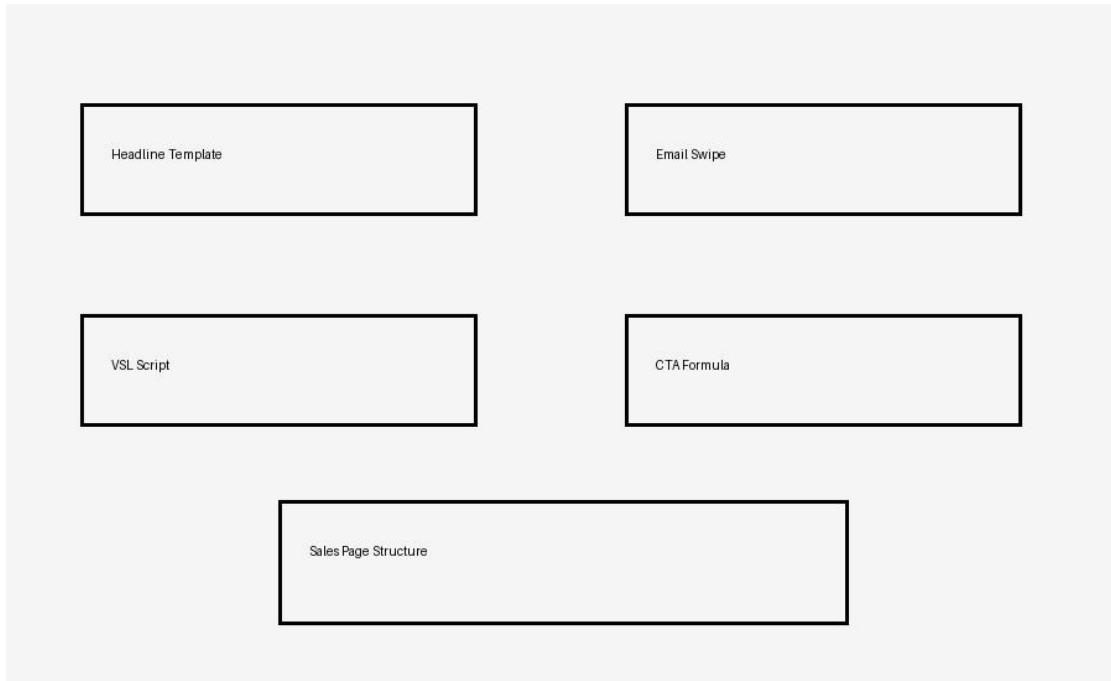 Headline Template
Email Swipe
VSL Script
CTA Formula
Sales Page Structure